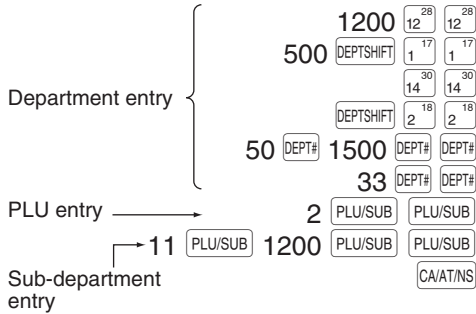 1200 12 28 12 28
500 DEPTSHIFT 1 17 1 17
14 30 14 30
Department entry
DEPTSHIFT 2 18 2 18
50 DEPT# 1500 DEPT# DEPT#
33 DEPT# DEPT#
PLU entry 2 PLU/SUB PLU/SUB
11 PLU/SUB 1200 PLU/SUB PLU/SUB
Sub-department
entry
CA/AT/NS